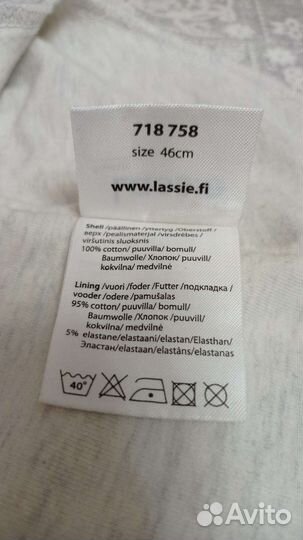 718 758
size 46cm
www.lassie.fi
Shell/päällinen/yttertyg/Oberstoff/
верх/pealismaterjal/virsdrēbes/
viršutinis sluoksnis
100% cotton/puuvilla/bomull/
Baumwolle/Хлопок/puuvill/
kokvilna/medvilnė
Lining/vuori/foder/Futter/подкладка/
vooder/odere/pamušalas
95% cotton/puuvilla/bomull/
Baumwolle/Хлопок/puuvill/
kokvilna/medvilnė
5% elastane/elastaani/elastan/Elasthan/
Эластан/elastaan/elastāns/elastanas
40°
Avito